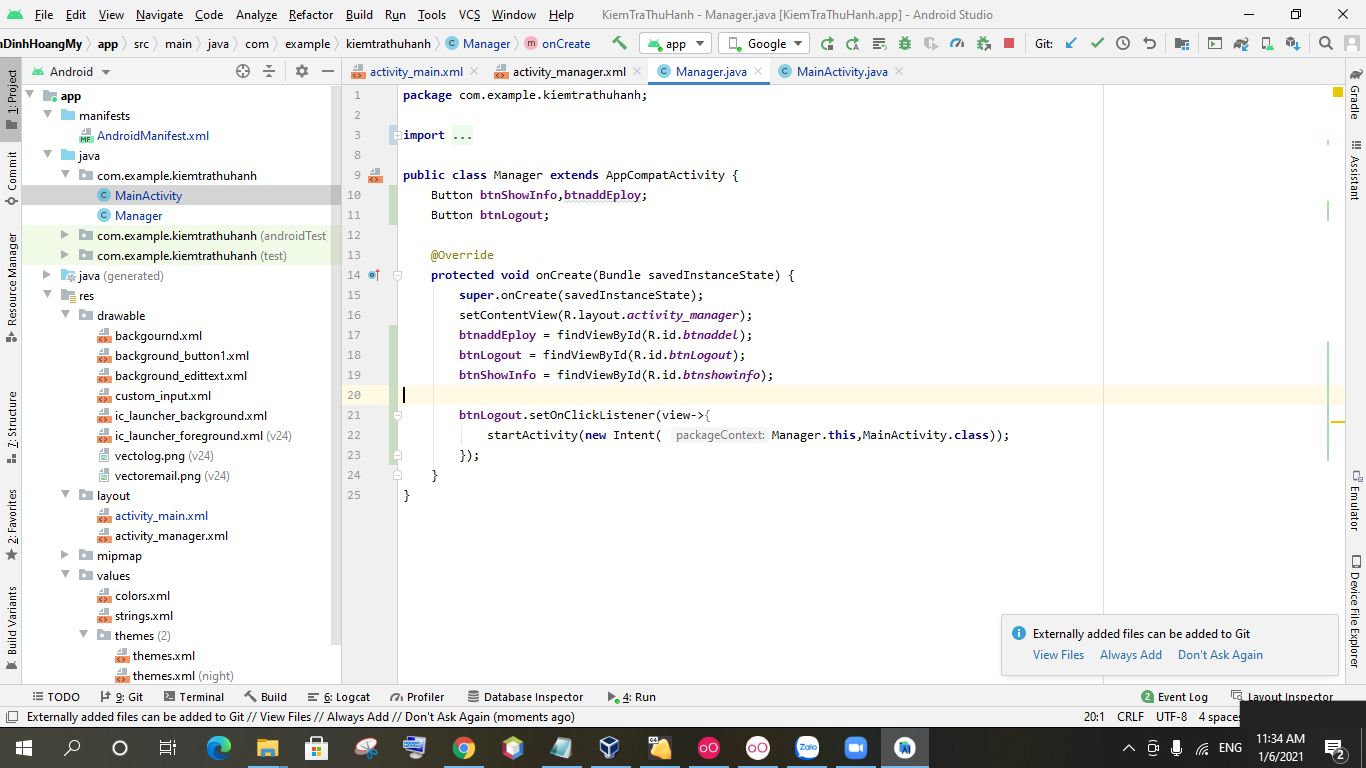 File Edit View Navigate Code Analyze Refactor Build Run Tools VCS Window Help KiemTraThuHanh - Manager.java [KiemTraThuHanh.app] - Android Studio
nDinhHoangMy app src main java com example kiemtrathuhanh Manager onCreate app Google Git:
Android
activity_main.xml activity_manager.xml Manager.java MainActivity.java
1: Project
Commit
Resource Manager
7: Structure
2: Favorites
Build Variants
app
manifests
AndroidManifest.xml
java
com.example.kiemtrathuhanh
MainActivity
Manager
com.example.kiemtrathuhanh (androidTest
com.example.kiemtrathuhanh (test)
java (generated)
res
drawable
backgournd.xml
background_button1.xml
background_edittext.xml
custom_input.xml
ic_launcher_background.xml
ic_launcher_foreground.xml (v24)
vectolog.png (v24)
vectoremail.png (v24)
layout
activity_main.xml
activity_manager.xml
mipmap
values
colors.xml
strings.xml
themes (2)
themes.xml
themes.xml (night)
1 package com.example.kiemtrathuhanh;
2
3 import ...
8
9 public class Manager extends AppCompatActivity {
10 Button btnShowInfo,btnaddEploy;
11 Button btnLogout;
12
13 @Override
14 protected void onCreate(Bundle savedInstanceState) {
15 super.onCreate(savedInstanceState);
16 setContentView(R.layout.activity_manager);
17 btnaddEploy = findViewById(R.id.btnaddel);
18 btnLogout = findViewById(R.id.btnLogout);
19 btnShowInfo = findViewById(R.id.btnshowinfo);
20
21 btnLogout.setOnClickListener(view->{
22 startActivity(new Intent( packageContext: Manager.this,MainActivity.class));
23 });
24 }
25 }
Gradle
Assistant
Emulator
Device File Explorer
Externally added files can be added to Git
View Files Always Add Don't Ask Again
TODO 9: Git Terminal Build 6: Logcat Profiler Database Inspector 4: Run 2 Event Log Layout Inspector
Externally added files can be added to Git // View Files // Always Add // Don't Ask Again (moments ago) 20:1 CRLF UTF-8 4 spaces
64 Zalo ENG 11:34 AM
1/6/2021 2